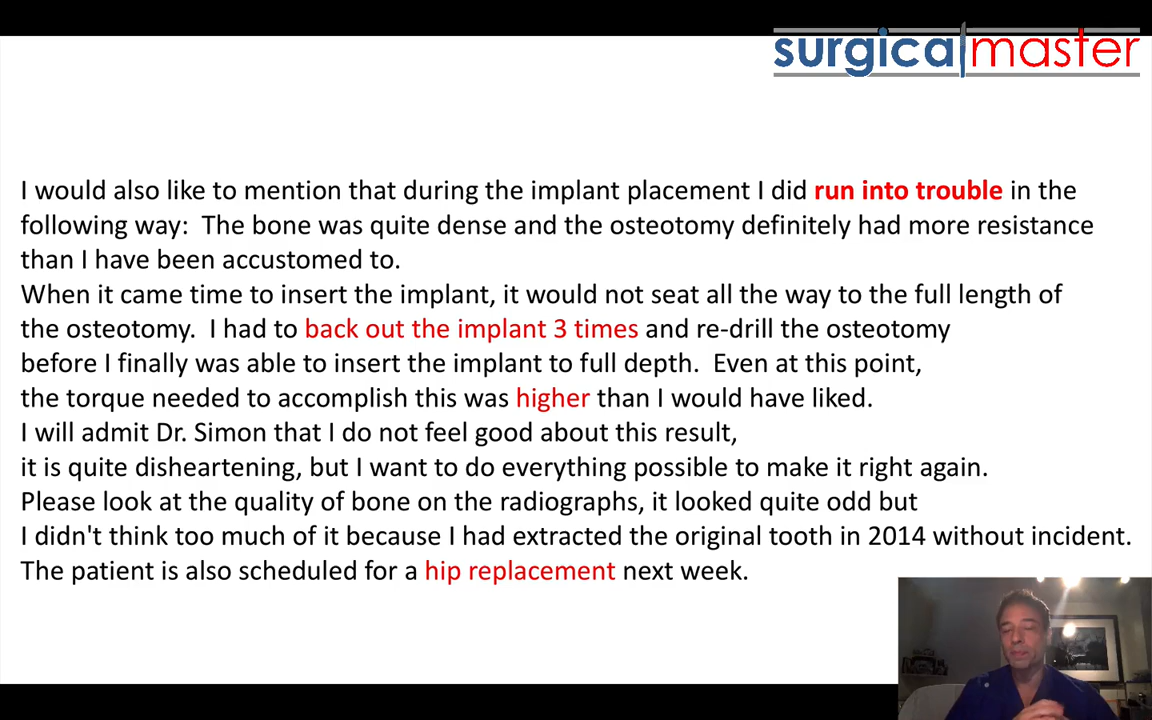 surgical master
I would also like to mention that during the implant placement I did run into trouble in the
following way:  The bone was quite dense and the osteotomy definitely had more resistance
than I have been accustomed to.
When it came time to insert the implant, it would not seat all the way to the full length of
the osteotomy.  I had to back out the implant 3 times and re-drill the osteotomy
before I finally was able to insert the implant to full depth.  Even at this point,
the torque needed to accomplish this was higher than I would have liked.
I will admit Dr. Simon that I do not feel good about this result,
it is quite disheartening, but I want to do everything possible to make it right again.
Please look at the quality of bone on the radiographs, it looked quite odd but
I didn't think too much of it because I had extracted the original tooth in 2014 without incident.
The patient is also scheduled for a hip replacement next week.